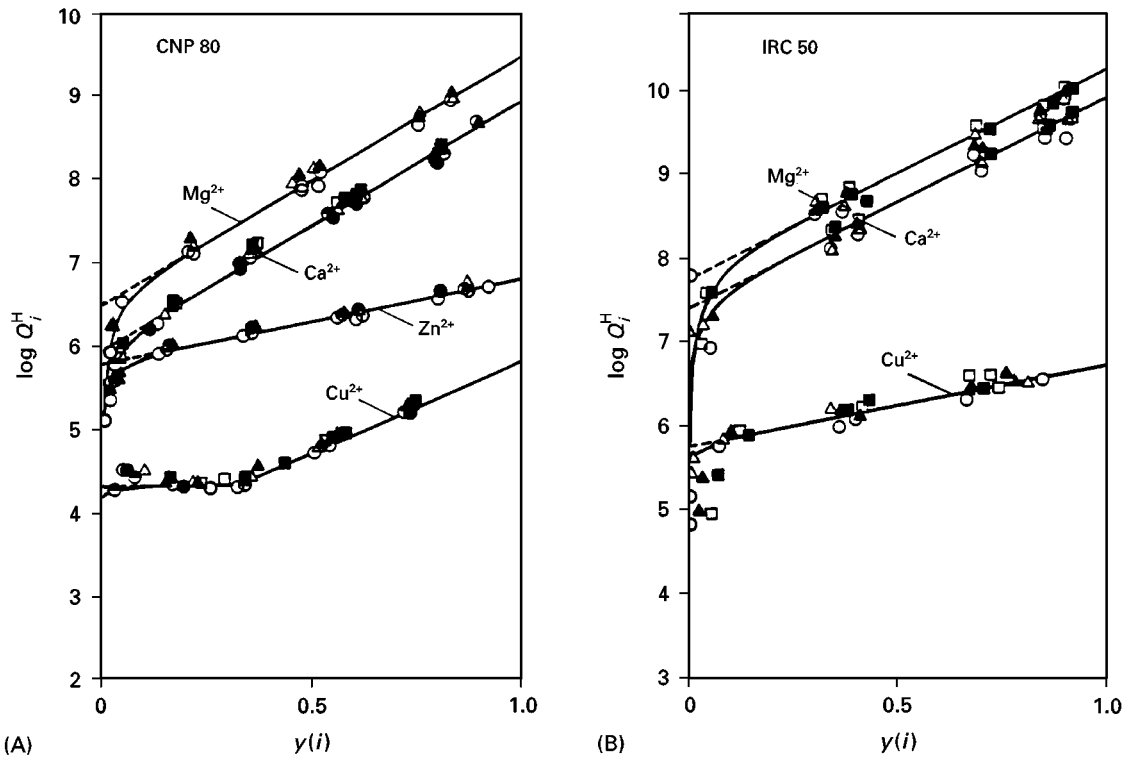 CNP 80
10
9
8
7
6
5
4
3
2
log Q_i^H
Mg²⁺
Ca²⁺
Zn²⁺
Cu²⁺
0
0.5
1.0
y(i)
(A)
IRC 50
10
9
8
7
6
5
4
3
log Q_i^H
Mg²⁺
Ca²⁺
Cu²⁺
0
0.5
1.0
y(i)
(B)